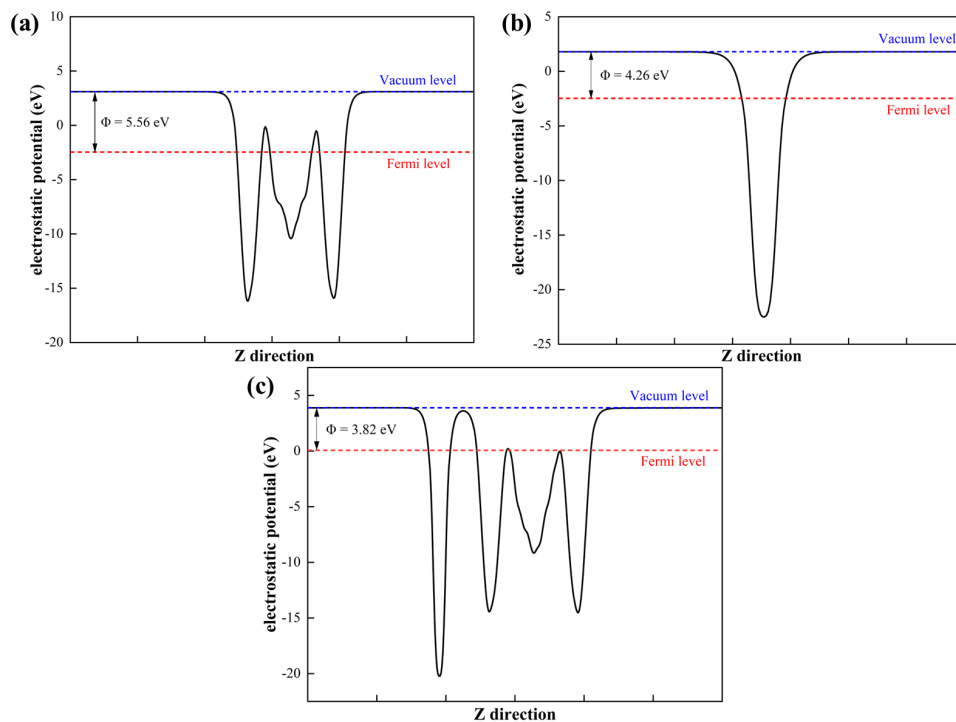 (a)
10
5
0
-5
-10
-15
-20
electrostatic potential (eV)
Vacuum level
Φ = 5.56 eV
Fermi level
Z direction
(b)
5
0
-5
-10
-15
-20
-25
electrostatic potential (eV)
Vacuum level
Φ = 4.26 eV
Fermi level
Z direction
(c)
5
0
-5
-10
-15
-20
electrostatic potential (eV)
Vacuum level
Φ = 3.82 eV
Fermi level
Z direction